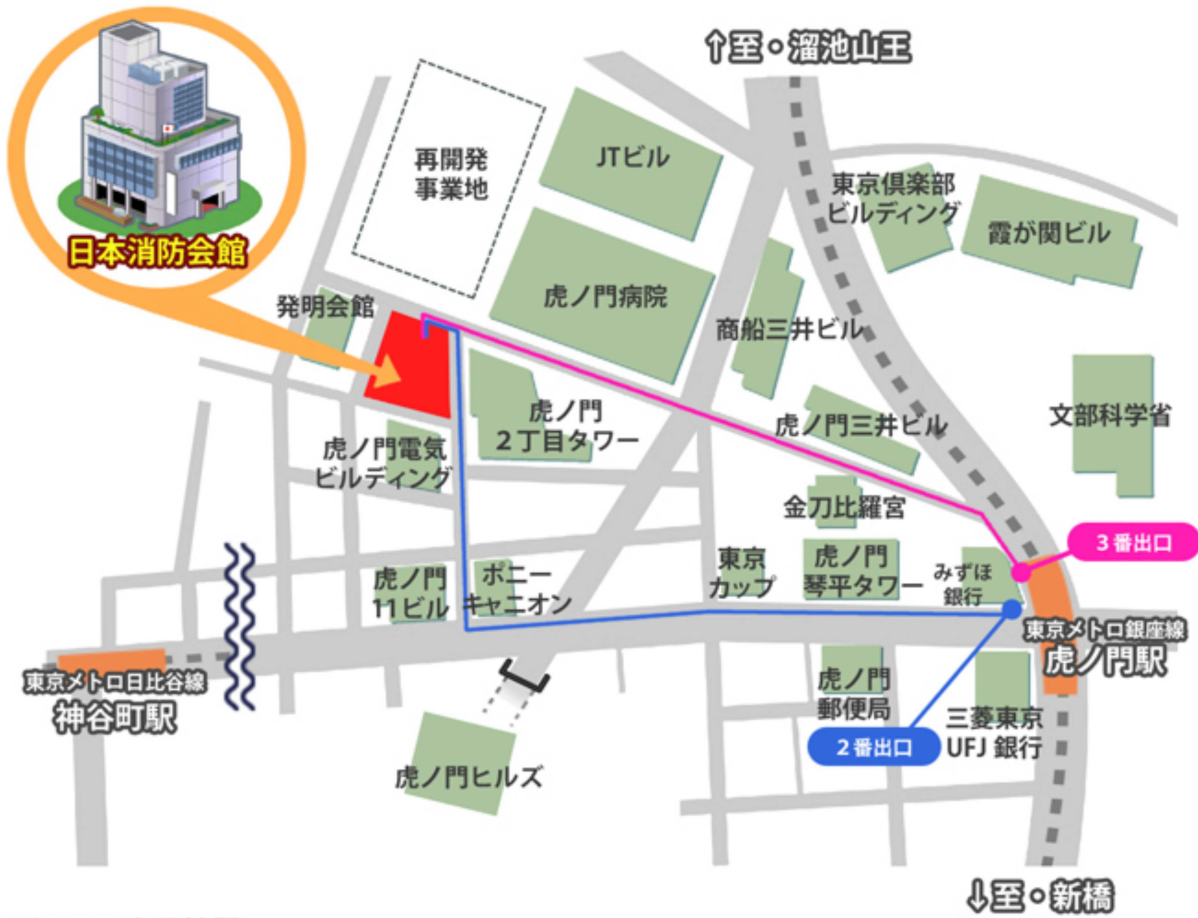 ↑至・溜池山王
日本消防会館
再開発
事業地
JTビル
東京倶楽部
ビルディング
霞が関ビル
発明会館
虎ノ門病院
商船三井ビル
虎ノ門
2丁目タワー
虎ノ門三井ビル
文部科学省
虎ノ門電気
ビルディング
金刀比羅宮
3番出口
虎ノ門
11ビル
ポニー
キャニオン
東京
カップ
虎ノ門
琴平タワー
みずほ
銀行
東京メトロ銀座線
虎ノ門駅
東京メトロ日比谷線
神谷町駅
虎ノ門
郵便局
三菱東京
UFJ 銀行
2番出口
虎ノ門ヒルズ
↓至・新橋